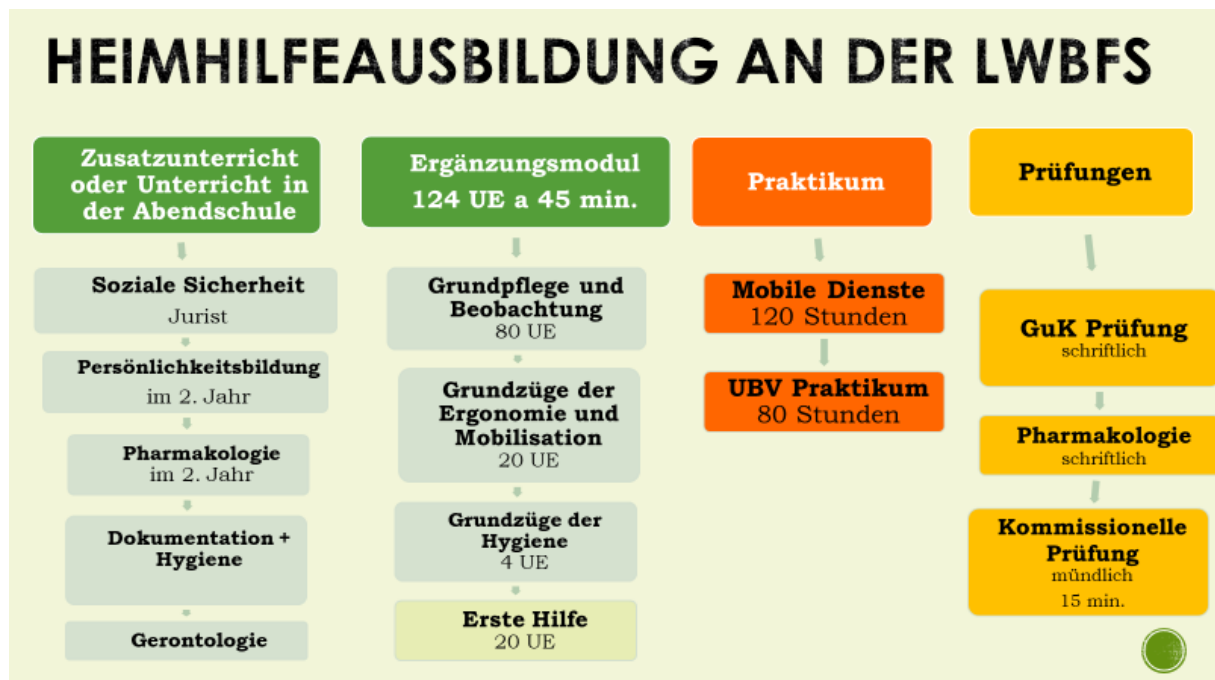 HEIMHILFEAUSBILDUNG AN DER LWBFS
Zusatzunterricht
oder Unterricht in
der Abendschule
Soziale Sicherheit
Jurist
Persönlichkeitsbildung
im 2. Jahr
Pharmakologie
im 2. Jahr
Dokumentation +
Hygiene
Gerontologie
Ergänzungsmodul
124 UE a 45 min.
Grundpflege und
Beobachtung
80 UE
Grundzüge der
Ergonomie und
Mobilisation
20 UE
Grundzüge der
Hygiene
4 UE
Erste Hilfe
20 UE
Praktikum
Mobile Dienste
120 Stunden
UBV Praktikum
80 Stunden
Prüfungen
GuK Prüfung
schriftlich
Pharmakologie
schriftlich
Kommissionelle
Prüfung
mündlich
15 min.